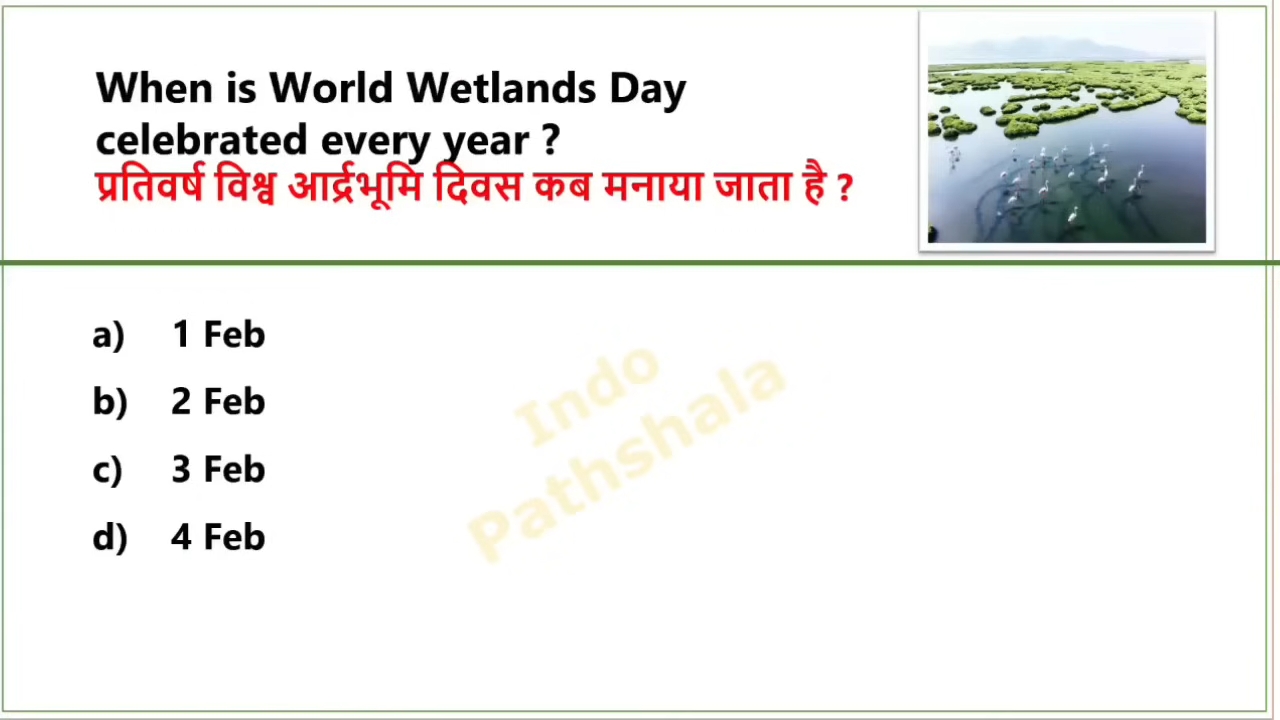 When is World Wetlands Day
celebrated every year ?
प्रतिवर्ष विश्व आर्द्रभूमि दिवस कब मनाया जाता है ?
a) 1 Feb
b) 2 Feb
c) 3 Feb
d) 4 Feb
Indo
Pathshala